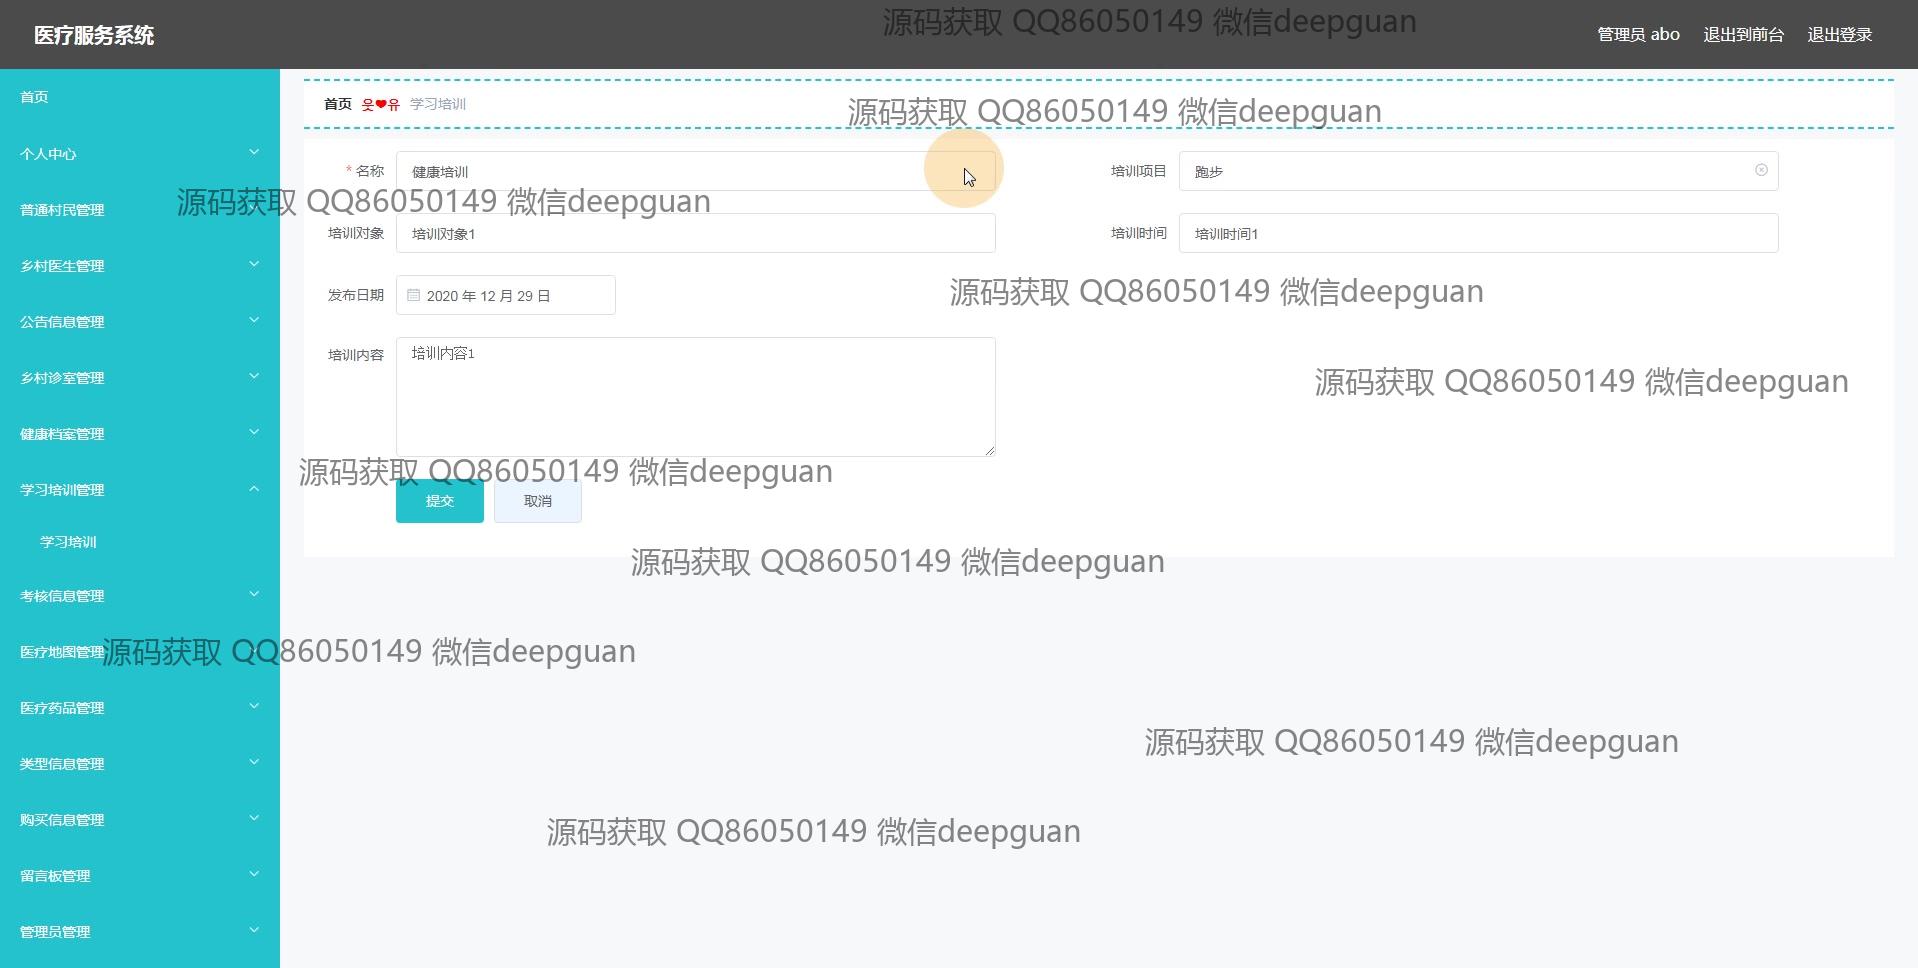 医疗服务系统
源码获取 QQ86050149 微信deepguan
管理员 abo 退出到前台 退出登录
首页
个人中心
普通村民管理
乡村医生管理
公告信息管理
乡村诊室管理
健康档案管理
学习培训管理
学习培训
考核信息管理
医疗地图管理
医疗药品管理
类型信息管理
购买信息管理
留言板管理
管理员管理
首页 웃❤유 学习培训
源码获取 QQ86050149 微信deepguan
* 名称 健康培训
培训项目 跑步
源码获取 QQ86050149 微信deepguan
培训对象 培训对象1
培训时间 培训时间1
发布日期 2020 年 12 月 29 日
源码获取 QQ86050149 微信deepguan
培训内容 培训内容1
源码获取 QQ86050149 微信deepguan
源码获取 QQ86050149 微信deepguan
提交 取消
源码获取 QQ86050149 微信deepguan
源码获取 QQ86050149 微信deepguan
源码获取 QQ86050149 微信deepguan
源码获取 QQ86050149 微信deepguan